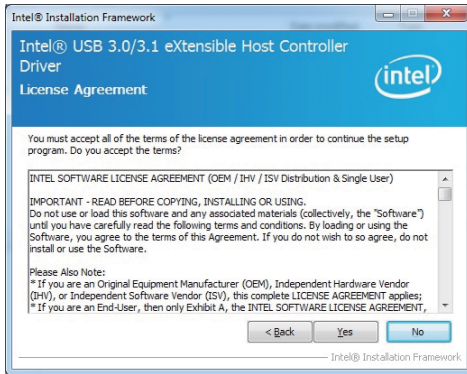 Intel® Installation Framework
Intel® USB 3.0/3.1 eXtensible Host Controller
Driver
License Agreement
intel
You must accept all of the terms of the license agreement in order to continue the setup
program. Do you accept the terms?
INTEL SOFTWARE LICENSE AGREEMENT (OEM / IHV / ISV Distribution & Single User)
IMPORTANT - READ BEFORE COPYING, INSTALLING OR USING.
Do not use or load this software and any associated materials (collectively, the "Software")
until you have carefully read the following terms and conditions. By loading or using the
Software, you agree to the terms of this Agreement. If you do not wish to so agree, do not
install or use the Software.
Please Also Note:
* If you are an Original Equipment Manufacturer (OEM), Independent Hardware Vendor
(IHV), or Independent Software Vendor (ISV), this complete LICENSE AGREEMENT applies;
* If you are an End-User, then only Exhibit A, the INTEL SOFTWARE LICENSE AGREEMENT,
< Back Yes No
Intel® Installation Framework